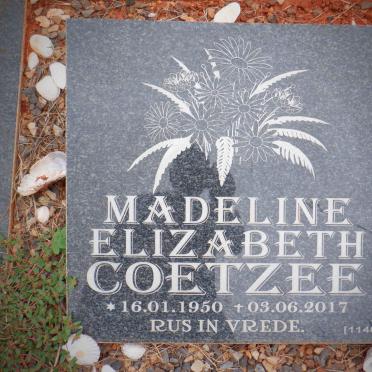 MADELINE
ELIZABETH
COETZEE
* 16.01.1950 + 03.06.2017
RUS IN VREDE.